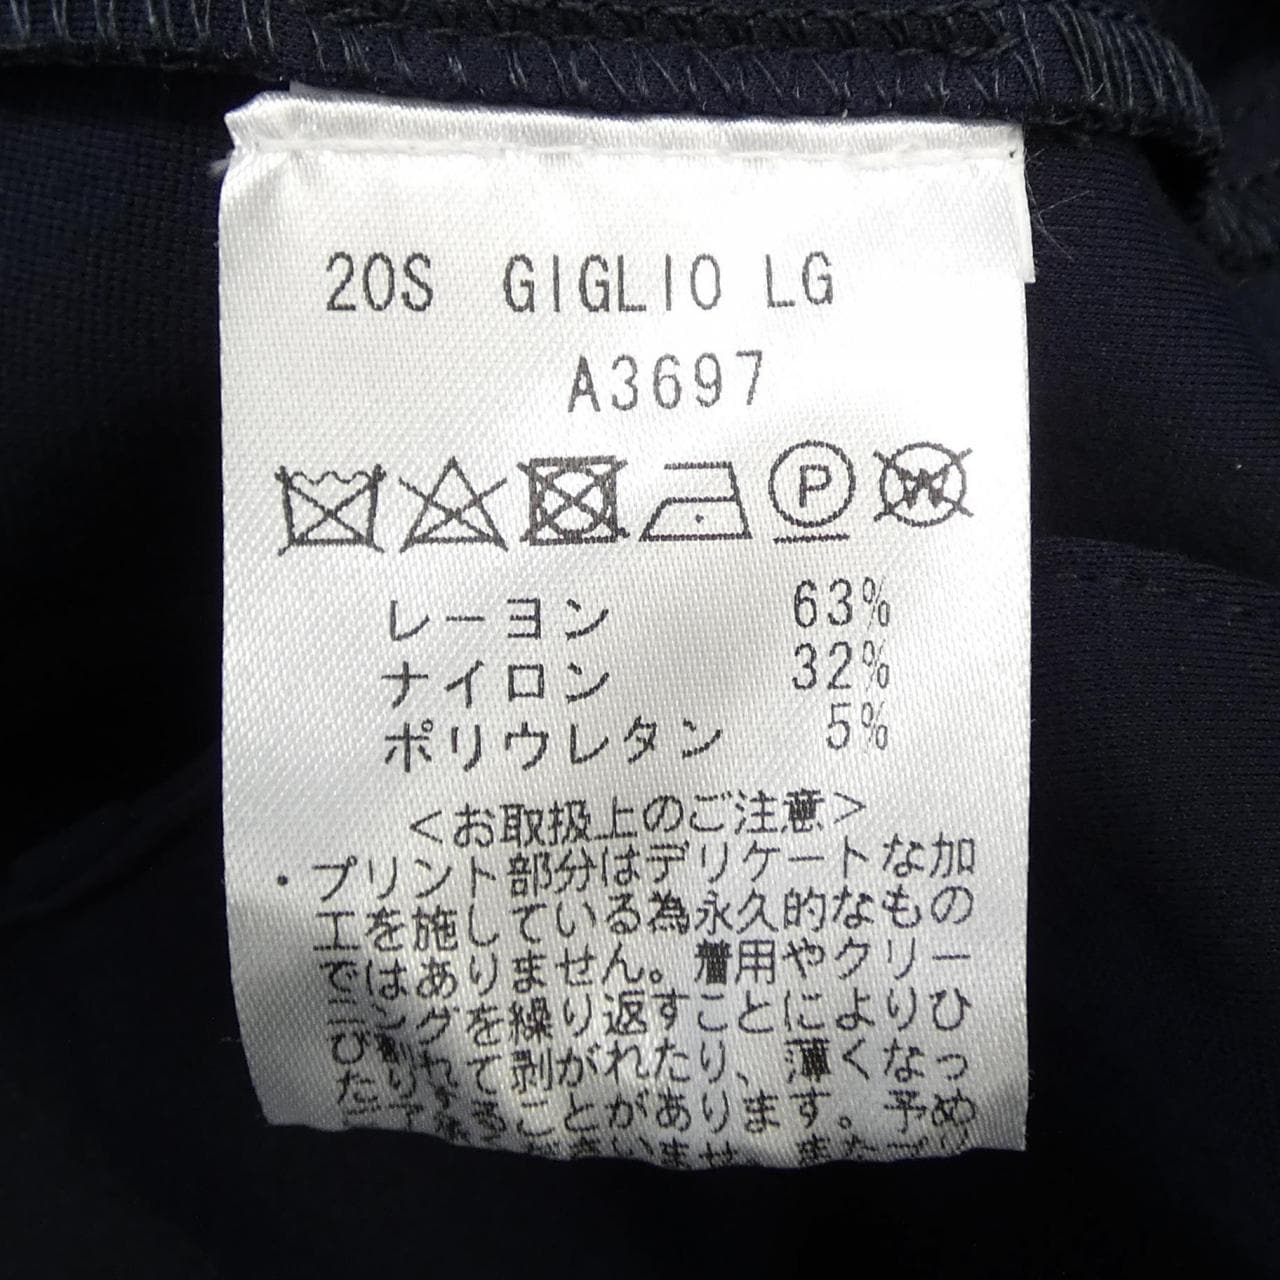 20S GIGLIO LG
A3697
P W
レーヨン 63%
ナイロン 32%
ポリウレタン 5%
<お取扱上のご注意>
・プリント部分はデリケートな加
工を施している為永久的なもの
ではありません。着用やクリー
ニングを繰り返すことによりひ
び割れて剥がれたり、薄くなっ
たりすることがあります。予め